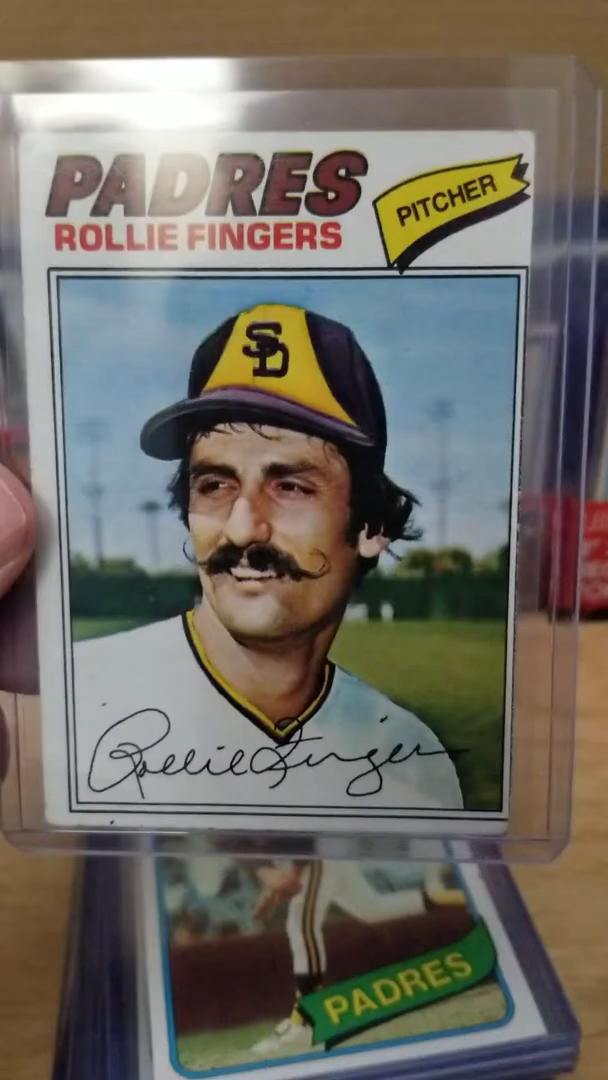 PADRES
ROLLIE FINGERS
PITCHER
SD
Rollie Fingers
PADRES